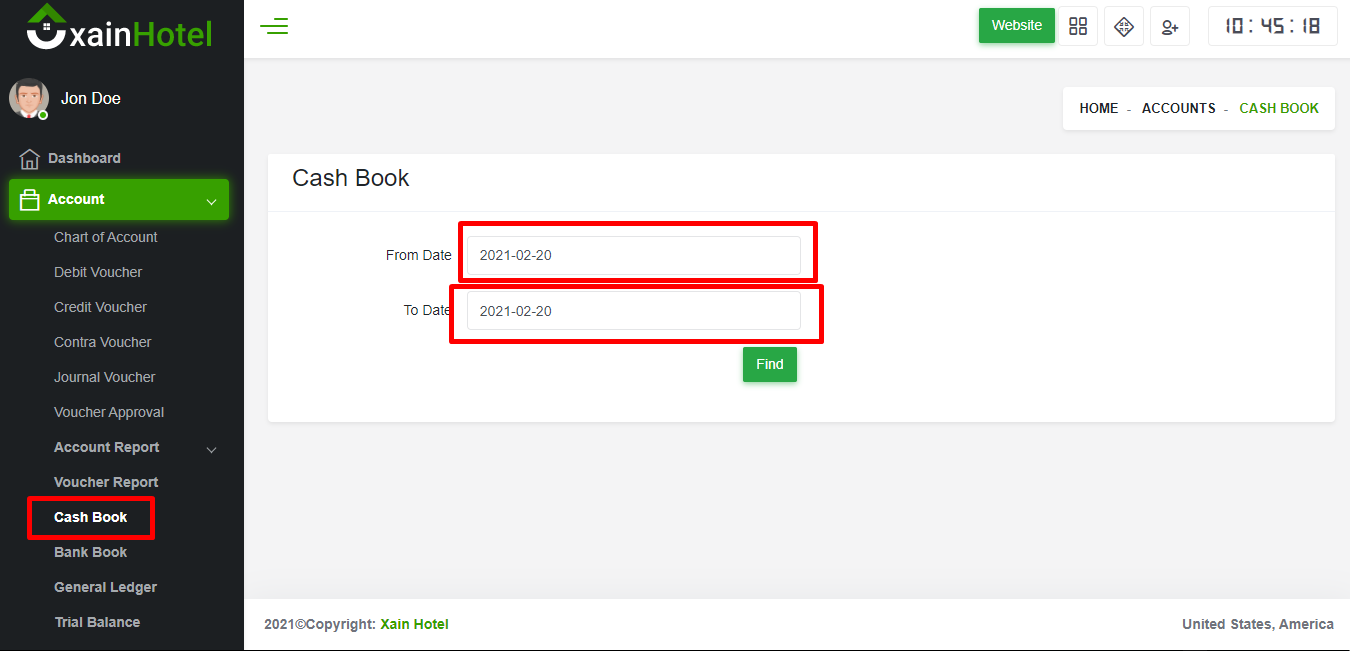 xainHotel
Website
10:45:18
Jon Doe
HOME - ACCOUNTS - CASH BOOK
Dashboard
Account
Chart of Account
Debit Voucher
Credit Voucher
Contra Voucher
Journal Voucher
Voucher Approval
Account Report
Voucher Report
Cash Book
Bank Book
General Ledger
Trial Balance
Cash Book
From Date 2021-02-20
To Date 2021-02-20
Find
2021©Copyright: Xain Hotel
United States, America